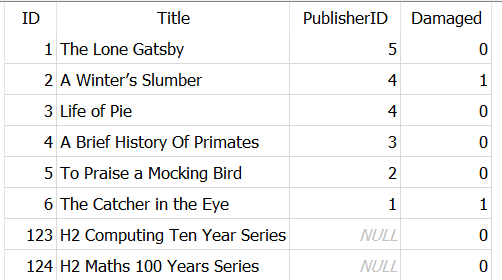 ID Title PublisherID Damaged
1 The Lone Gatsby 5 0
2 A Winter’s Slumber 4 1
3 Life of Pie 4 0
4 A Brief History Of Primates 3 0
5 To Praise a Mocking Bird 2 0
6 The Catcher in the Eye 1 1
123 H2 Computing Ten Year Series NULL 0
124 H2 Maths 100 Years Series NULL 0